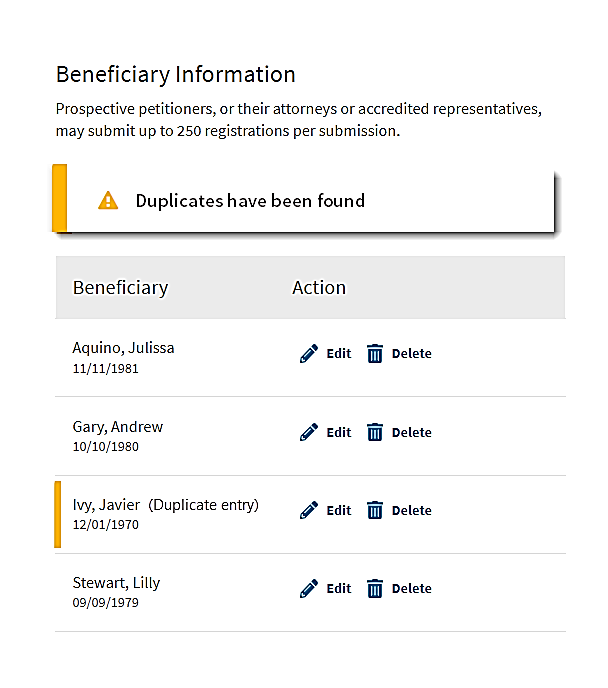 Beneficiary Information
Prospective petitioners, or their attorneys or accredited representatives,
may submit up to 250 registrations per submission.
Duplicates have been found
Beneficiary Action
Aquino, Julissa Edit Delete
11/11/1981
Gary, Andrew Edit Delete
10/10/1980
Ivy, Javier (Duplicate entry) Edit Delete
12/01/1970
Stewart, Lilly Edit Delete
09/09/1979